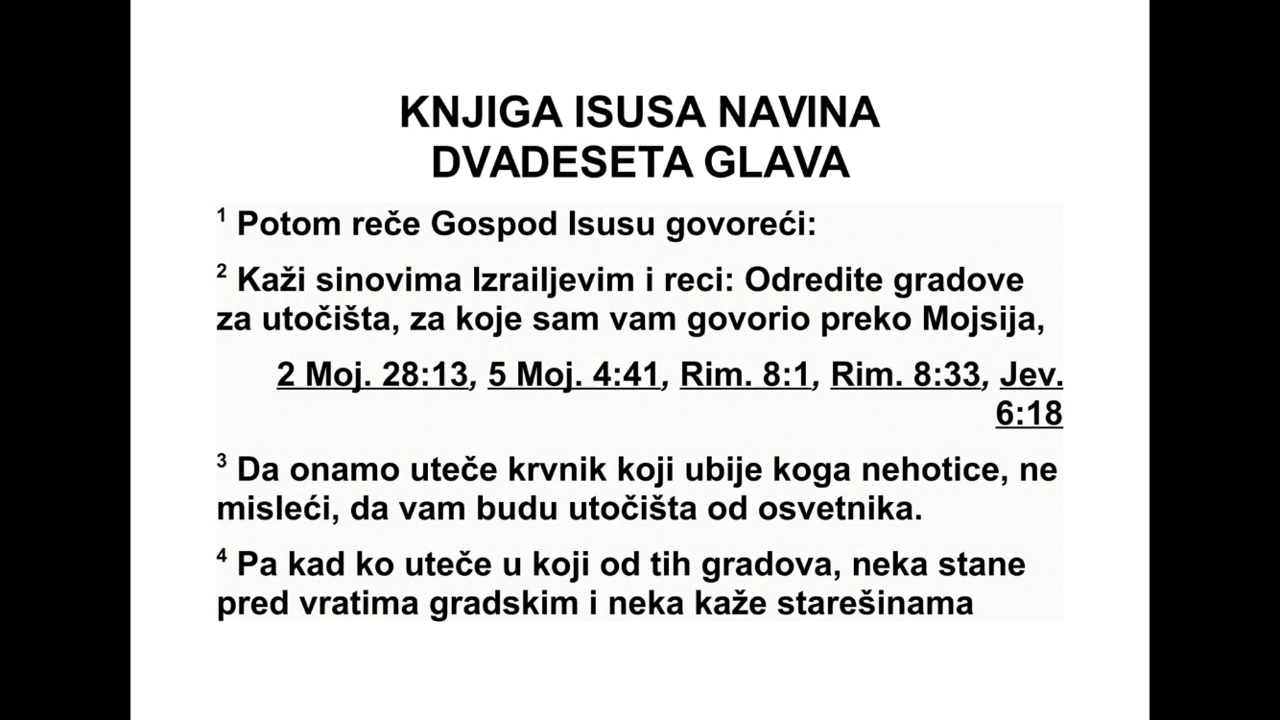 KNJIGA ISUSA NAVINA
DVADESETA GLAVA
1 Potom reče Gospod Isusu govoreći:
2 Kaži sinovima Izrailjevim i reci: Odredite gradove
za utočišta, za koje sam vam govorio preko Mojsija,
2 Moj. 28:13, 5 Moj. 4:41, Rim. 8:1, Rim. 8:33, Jev.
6:18
3 Da onamo uteče krvnik koji ubije koga nehotice, ne
misleći, da vam budu utočišta od osvetnika.
4 Pa kad ko uteče u koji od tih gradova, neka stane
pred vratima gradskim i neka kaže starešinama